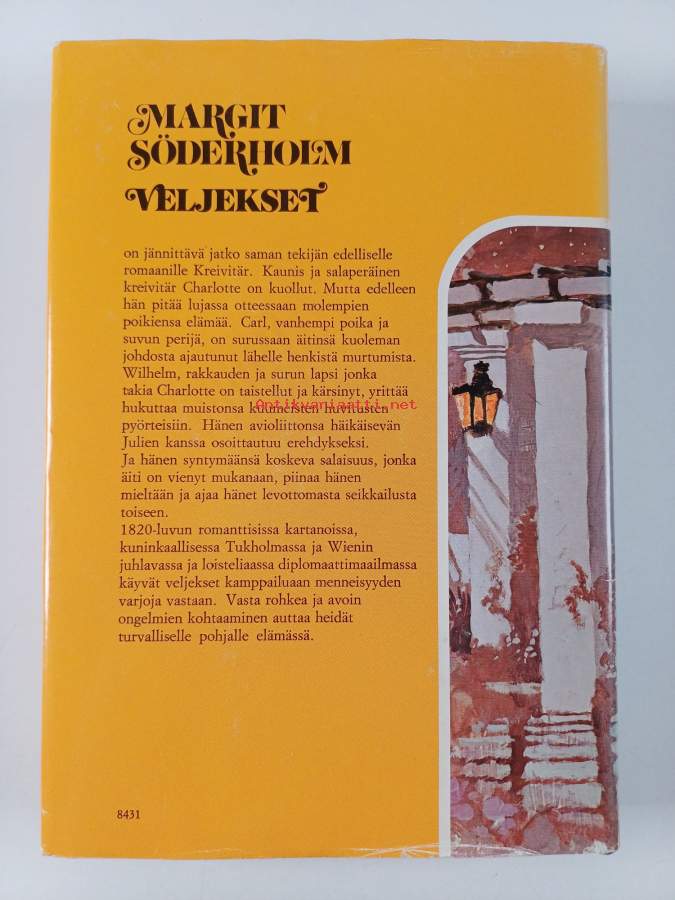 MARGIT
SÖDERHOLM
VELJEKSET
on jännittävä jatko saman tekijän edelliselle
romaanille Kreivitär. Kaunis ja salaperäinen
kreivitär Charlotte on kuollut. Mutta edelleen
hän pitää lujassa otteessaan molempien
poikiensa elämää. Carl, vanhempi poika ja
suvun perijä, on surussaan äitinsä kuoleman
johdosta ajautunut lähelle henkistä murtumista.
Wilhelm, rakkauden ja surun lapsi jonka
takia Charlotte on taistellut ja kärsinyt, yrittää
hukuttaa muistonsa kuumeisten huvitusten
Antikvariaatti.net
pyörteisiin. Hänen avioliittonsa häikäisevän
Julien kanssa osoittautuu erehdykseksi.
Ja hänen syntymäänsä koskeva salaisuus, jonka
äiti on vienyt mukanaan, piinaa hänen
mieltään ja ajaa hänet levottomasta seikkailusta
toiseen.
1820-luvun romanttisissa kartanoissa,
kuninkaallisessa Tukholmassa ja Wienin
juhlavassa ja loisteliaassa diplomaattimaailmassa
käyvät veljekset kamppailuaan menneisyyden
varjoja vastaan. Vasta rohkea ja avoin
ongelmien kohtaaminen auttaa heidät
turvalliselle pohjalle elämässä.
8431